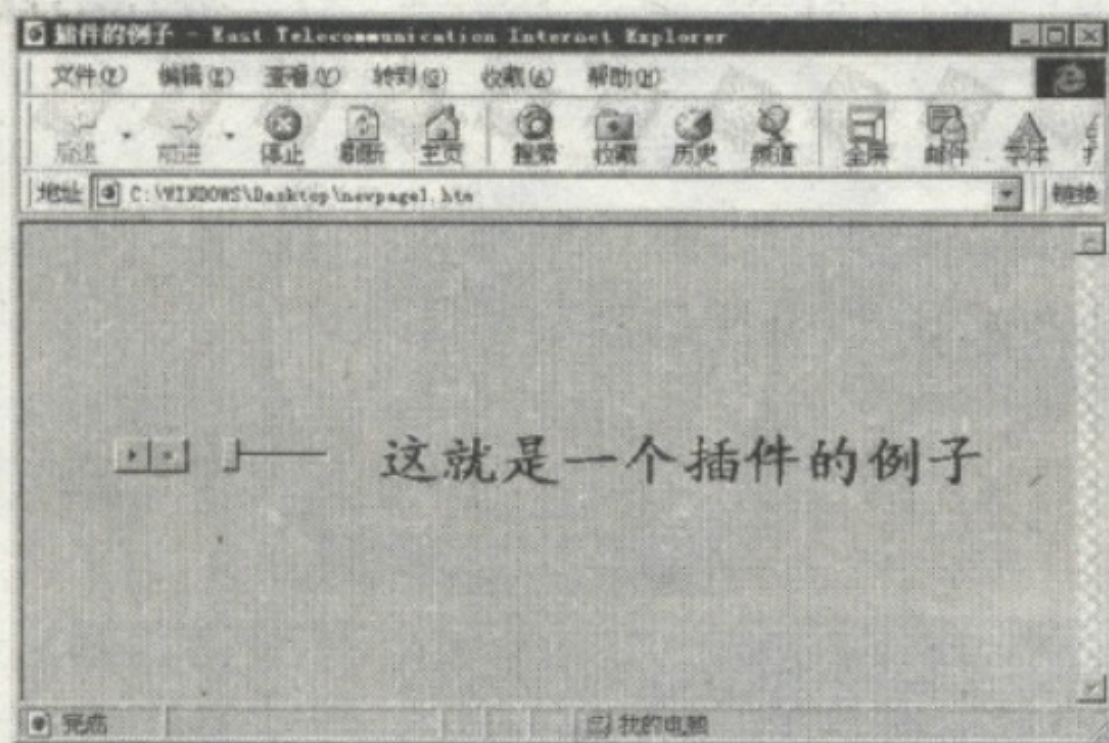 插件的例子 - East Telecommunication Internet Explorer
文件(F) 编辑(E) 查看(V) 转到(G) 收藏(A) 帮助(H)
后退 前进 停止 刷新 主页 搜索 收藏 历史 频道 全屏 邮件 字体
地址 C:\WINDOWS\Desktop\newpage1.htm 链接
这就是一个插件的例子
完成 我的电脑